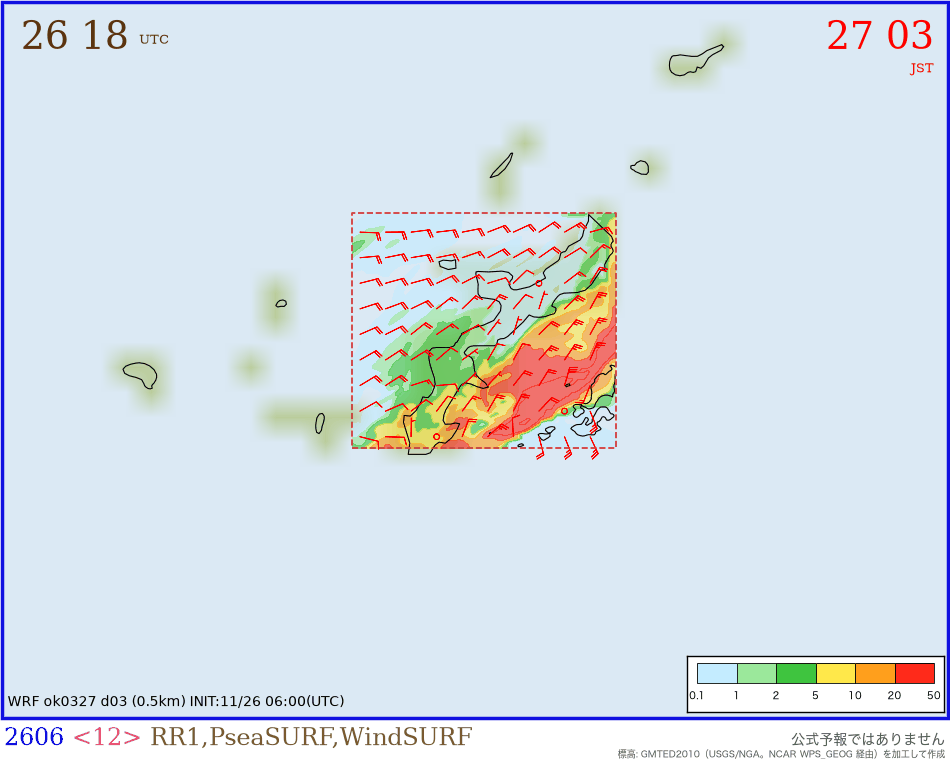 26 18 UTC
27 03
JST
0.1 1 2 5 10 20 50
WRF ok0327 d03 (0.5km) INIT:11/26 06:00(UTC)
2606 <12> RR1,PseaSURF,WindSURF
公式予報ではありません
標高: GMTED2010（USGS/NGA。NCAR WPS_GEOG 経由）を加工して作成